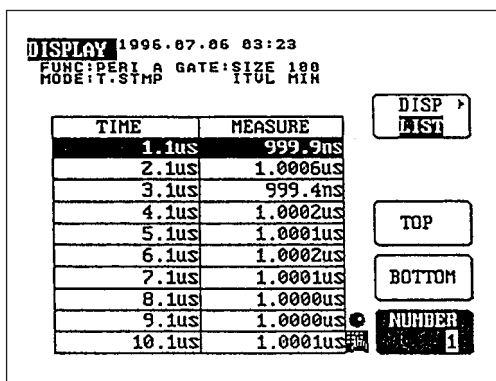 DISPLAY 1996.07.06 03:23
FUNC:PERI A GATE:SIZE 100
MODE:T.STMP ITVL MIN
DISP
LIST
TIME MEASURE
1.1us 999.9ns
2.1us 1.0006us
3.1us 999.4ns
4.1us 1.0002us
5.1us 1.0001us
6.1us 1.0002us
7.1us 1.0001us
8.1us 1.0000us
9.1us 1.0000us
10.1us 1.0001us
TOP
BOTTOM
NUMBER
1